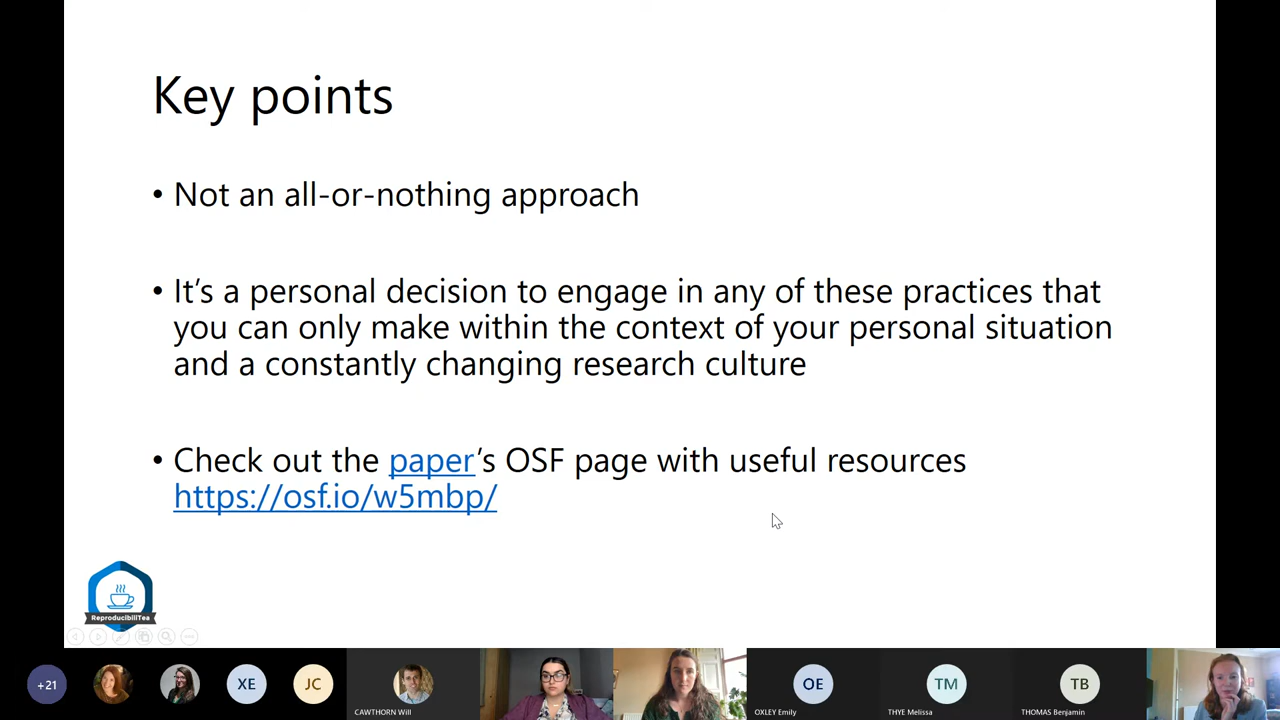 Key points
• Not an all-or-nothing approach
• It's a personal decision to engage in any of these practices that
you can only make within the context of your personal situation
and a constantly changing research culture
• Check out the paper's OSF page with useful resources
https://osf.io/w5mbp/
ReproducibiliTea
+21
XE
JC
CAWTHORN Will
OE
OXLEY Emily
TM
THYE Melissa
TB
THOMAS Benjamin